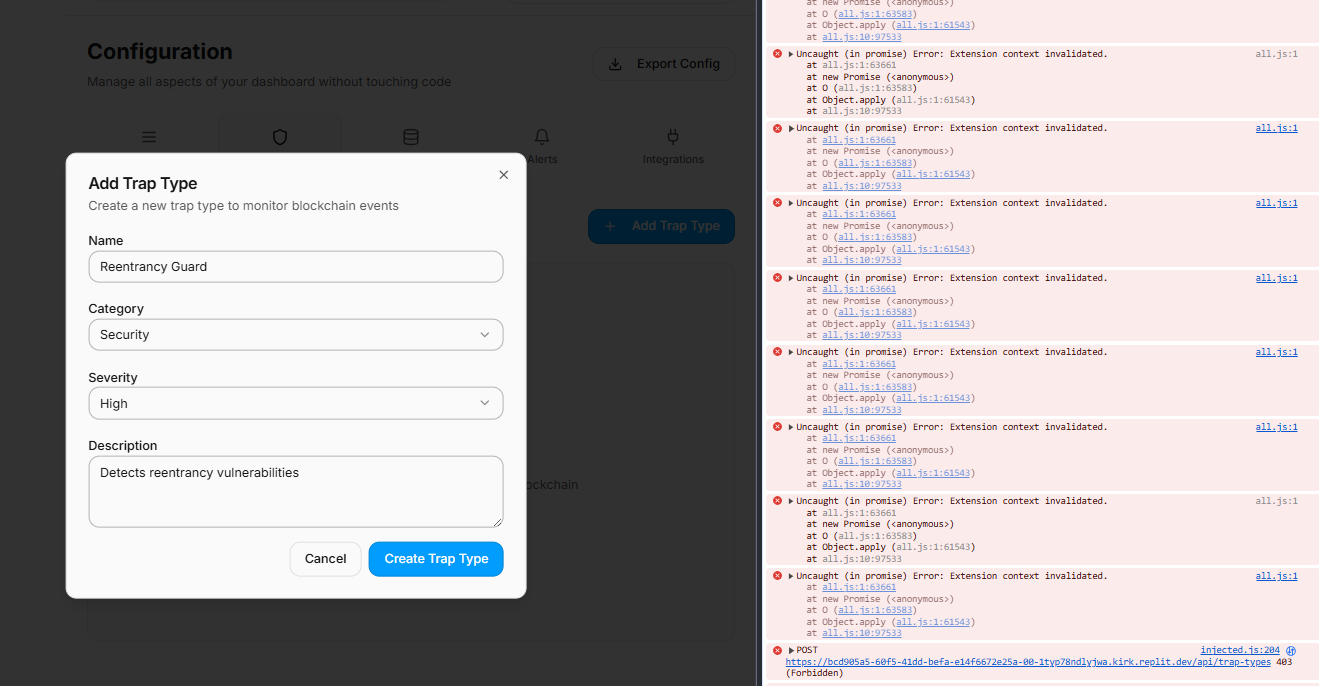 Configuration
Manage all aspects of your dashboard without touching code
Export Config
Alerts
Integrations
Add Trap Type
ockchain
Add Trap Type
Create a new trap type to monitor blockchain events
Name
Reentrancy Guard
Category
Security
Severity
High
Description
Detects reentrancy vulnerabilities
Cancel
Create Trap Type
at new Promise (<anonymous>)
at O (all.js:1:63583)
at Object.apply (all.js:1:61543)
at all.js:10:97533
Uncaught (in promise) Error: Extension context invalidated. all.js:1
at all.js:1:63661
at new Promise (<anonymous>)
at O (all.js:1:63583)
at Object.apply (all.js:1:61543)
at all.js:10:97533
Uncaught (in promise) Error: Extension context invalidated. all.js:1
at all.js:1:63661
at new Promise (<anonymous>)
at O (all.js:1:63583)
at Object.apply (all.js:1:61543)
at all.js:10:97533
Uncaught (in promise) Error: Extension context invalidated. all.js:1
at all.js:1:63661
at new Promise (<anonymous>)
at O (all.js:1:63583)
at Object.apply (all.js:1:61543)
at all.js:10:97533
Uncaught (in promise) Error: Extension context invalidated. all.js:1
at all.js:1:63661
at new Promise (<anonymous>)
at O (all.js:1:63583)
at Object.apply (all.js:1:61543)
at all.js:10:97533
Uncaught (in promise) Error: Extension context invalidated. all.js:1
at all.js:1:63661
at new Promise (<anonymous>)
at O (all.js:1:63583)
at Object.apply (all.js:1:61543)
at all.js:10:97533
Uncaught (in promise) Error: Extension context invalidated. all.js:1
at all.js:1:63661
at new Promise (<anonymous>)
at O (all.js:1:63583)
at Object.apply (all.js:1:61543)
at all.js:10:97533
Uncaught (in promise) Error: Extension context invalidated. all.js:1
at all.js:1:63661
at new Promise (<anonymous>)
at O (all.js:1:63583)
at Object.apply (all.js:1:61543)
at all.js:10:97533
Uncaught (in promise) Error: Extension context invalidated. all.js:1
at all.js:1:63661
at new Promise (<anonymous>)
at O (all.js:1:63583)
at Object.apply (all.js:1:61543)
at all.js:10:97533
POST injected.js:204
https://bcd905a5-60f5-41dd-befa-e14f6672e25a-00-1typ78ndlyjwa.kirk.replit.dev/api/trap-types 403
(Forbidden)